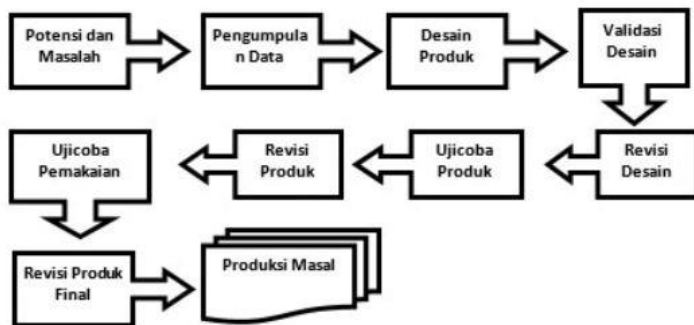 Potensi dan
Masalah
Pengumpula
n Data
Desain
Produk
Validasi
Desain
Revisi
Desain
Ujicoba
Produk
Revisi
Produk
Ujicoba
Pemakaian
Revisi Produk
Final
Produksi Masal